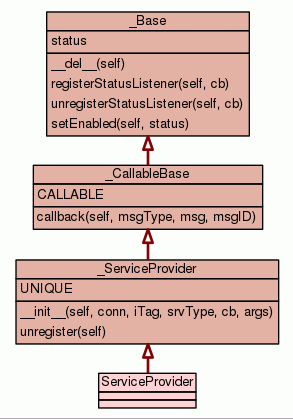 _Base
status
__del__(self)
registerStatusListener(self, cb)
unregisterStatusListener(self, cb)
setEnabled(self, status)
_CallableBase
CALLABLE
callback(self, msgType, msg, msgID)
_ServiceProvider
UNIQUE
__init__(self, conn, iTag, srvType, cb, args)
unregister(self)
ServiceProvider